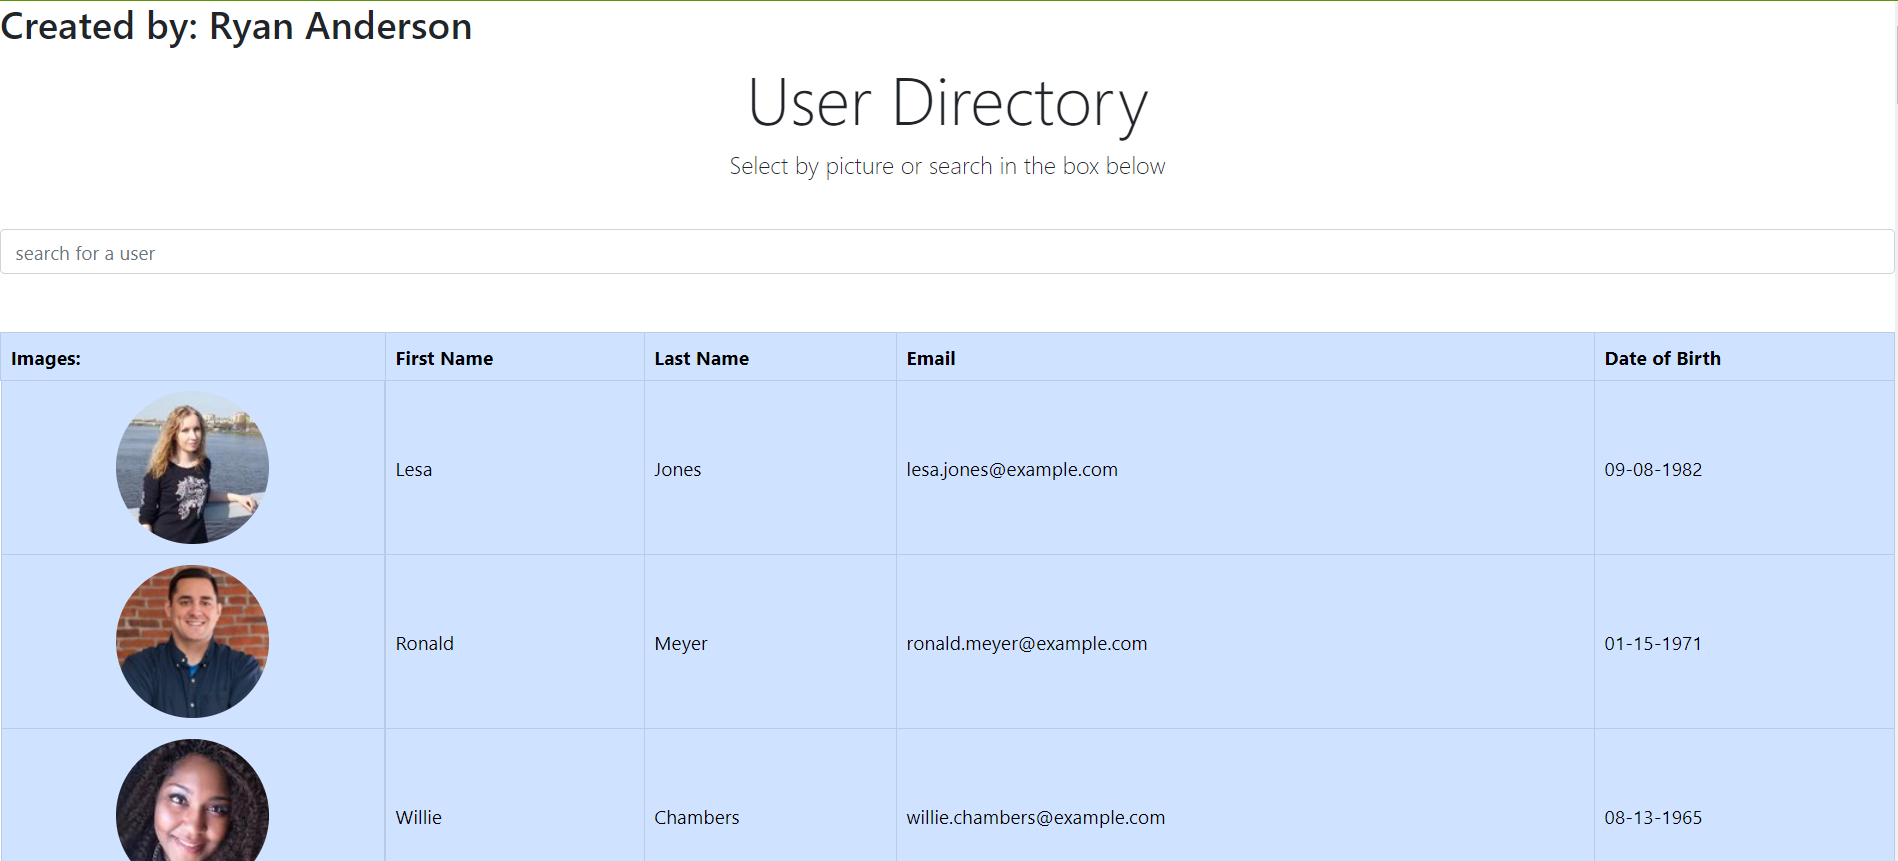 Created by: Ryan Anderson
User Directory
Select by picture or search in the box below
search for a user
Images: First Name Last Name Email Date of Birth
Lesa Jones lesa.jones@example.com 09-08-1982
Ronald Meyer ronald.meyer@example.com 01-15-1971
Willie Chambers willie.chambers@example.com 08-13-1965